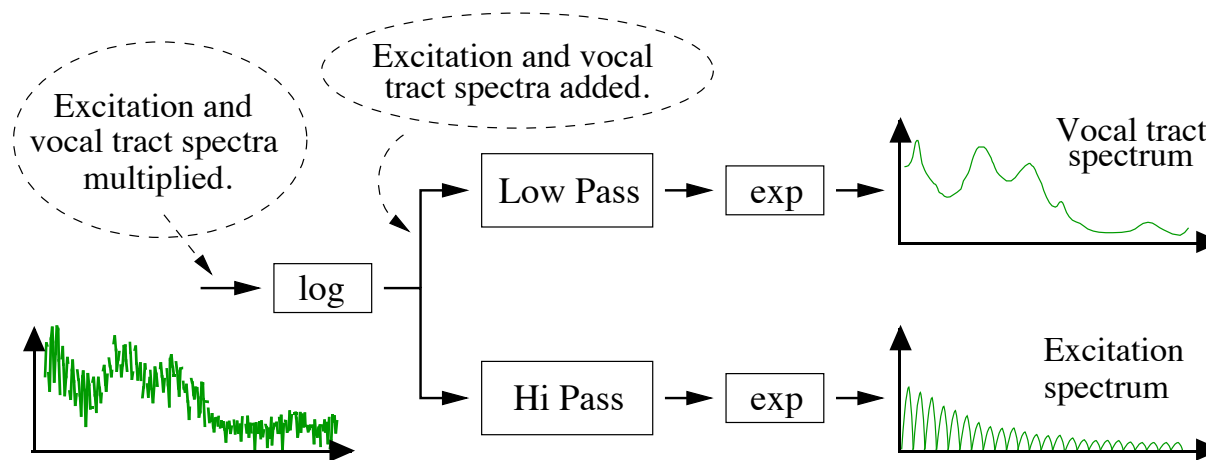 Excitation and vocal
tract spectra added.
Excitation and
vocal tract spectra
multiplied.
Vocal tract
spectrum
Low Pass
exp
log
Hi Pass
exp
Excitation
spectrum